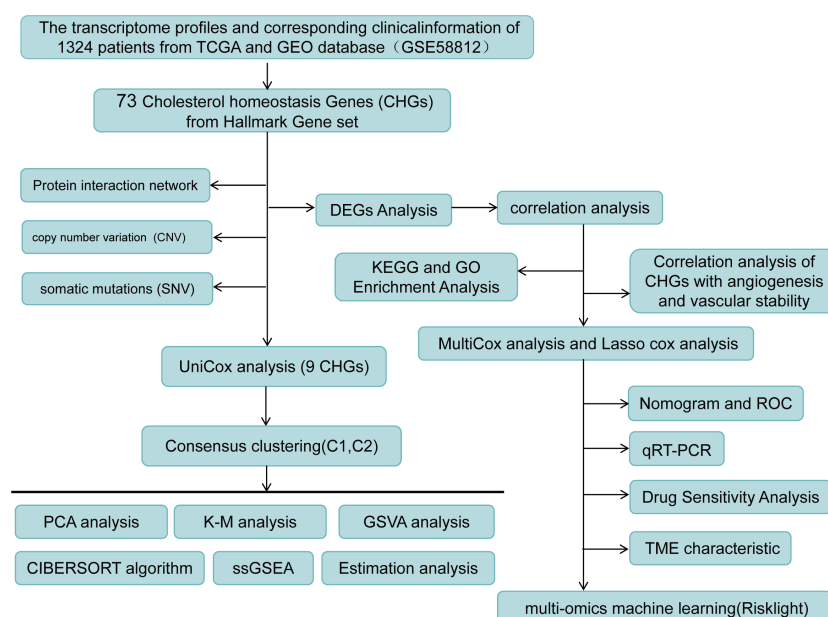 The transcriptome profiles and corresponding clinicalinformation of
1324 patients from TCGA and GEO database（GSE58812）
73 Cholesterol homeostasis Genes (CHGs)
from Hallmark Gene set
Protein interaction network
DEGs Analysis
correlation analysis
copy number variation (CNV)
KEGG and GO
Enrichment Analysis
Correlation analysis of
CHGs with angiogenesis
and vascular stability
somatic mutations (SNV)
MultiCox analysis and Lasso cox analysis
UniCox analysis (9 CHGs)
Nomogram and ROC
Consensus clustering(C1,C2)
qRT-PCR
Drug Sensitivity Analysis
PCA analysis
K-M analysis
GSVA analysis
TME characteristic
CIBERSORT algorithm
ssGSEA
Estimation analysis
multi-omics machine learning(Risklight)